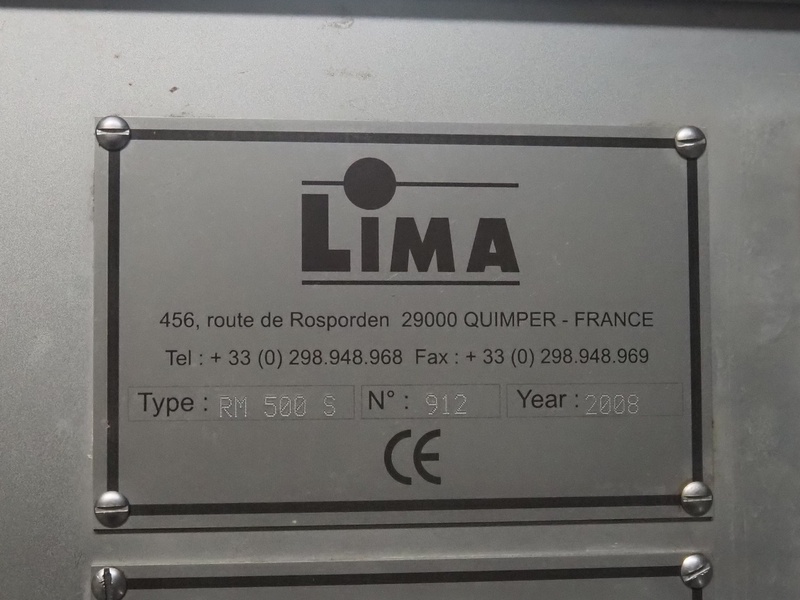 LiMA
456, route de Rosporden 29000 QUIMPER - FRANCE
Tel : + 33 (0) 298.948.968 Fax : + 33 (0) 298.948.969
Type : RM 500 S N° : 912 Year : 2008
CE